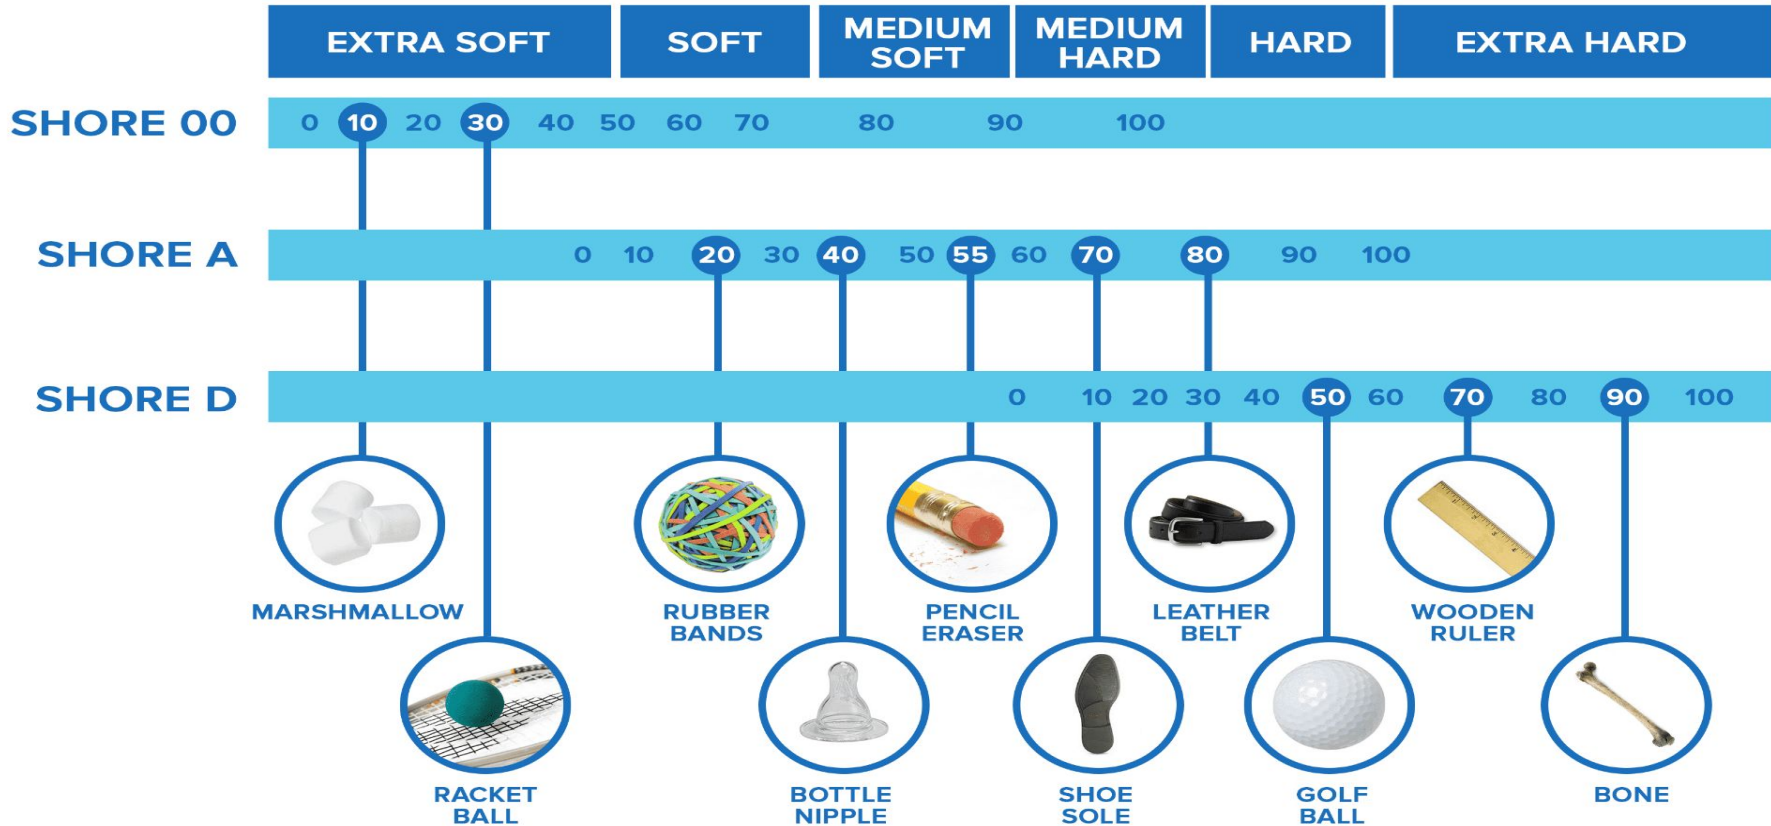 EXTRA SOFT
SOFT
MEDIUM
SOFT
MEDIUM
HARD
HARD
EXTRA HARD
SHORE 00
0 10 20 30 40 50 60 70 80 90 100
SHORE A
0 10 20 30 40 50 55 60 70 80 90 100
SHORE D
0 10 20 30 40 50 60 70 80 90 100
MARSHMALLOW
RUBBER
BANDS
PENCIL
ERASER
LEATHER
BELT
WOODEN
RULER
RACKET
BALL
BOTTLE
NIPPLE
SHOE
SOLE
GOLF
BALL
BONE